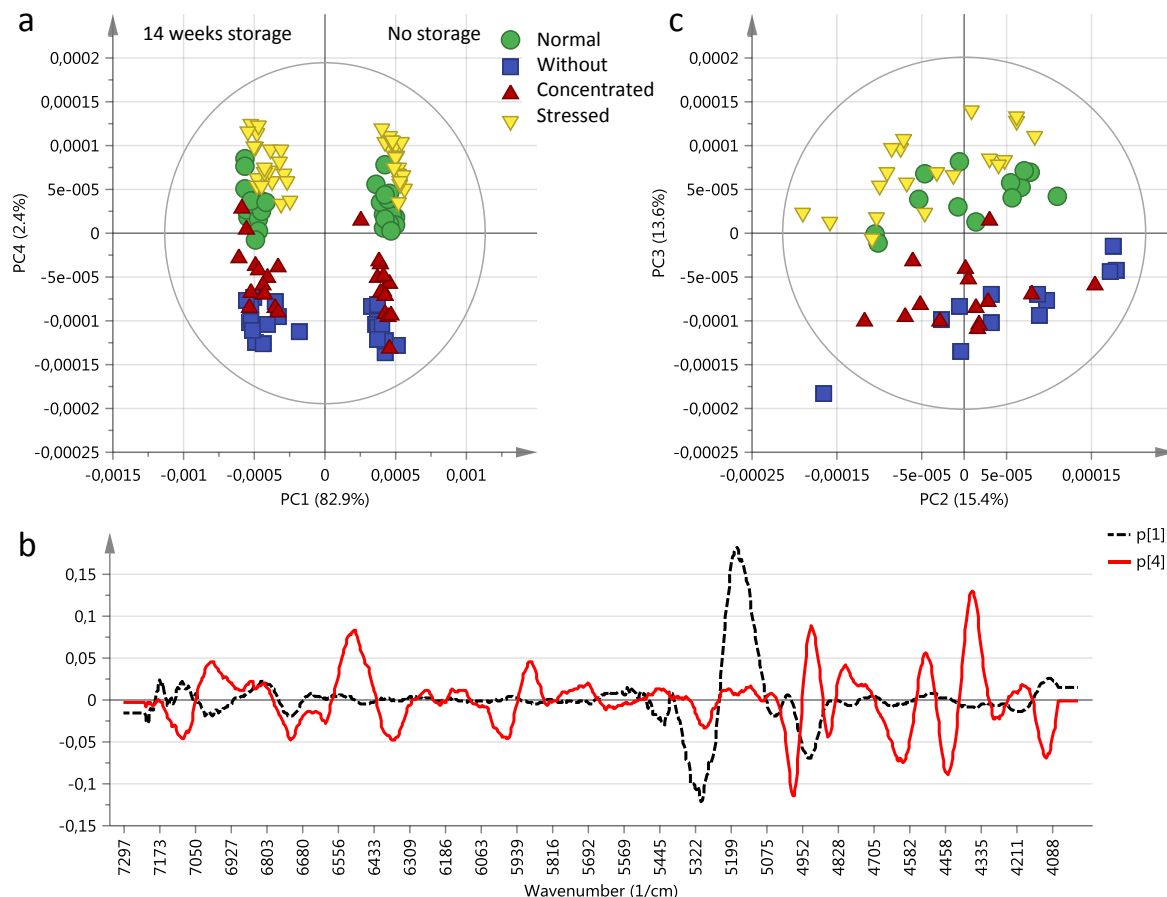 a
14 weeks storage
No storage
Normal
Without
Concentrated
Stressed
0,0002
0,00015
0,0001
5e-005
0
-5e-005
-0,0001
-0,00015
-0,0002
-0,00025
PC4 (2.4%)
-0,0015
-0,001
-0,0005
0
0,0005
0,001
PC1 (82.9%)
c
0,0002
0,00015
0,0001
5e-005
0
-5e-005
-0,0001
-0,00015
-0,0002
-0,00025
PC3 (13.6%)
-0,00025
-0,00015
-5e-005
0
5e-005
0,00015
PC2 (15.4%)
b
p[1]
p[4]
0,15
0,1
0,05
0
-0,05
-0,1
-0,15
7297
7173
7050
6927
6803
6680
6556
6433
6309
6186
6063
5939
5816
5692
5569
5445
5322
5199
5075
4952
4828
4705
4582
4458
4335
4211
4088
Wavenumber (1/cm)